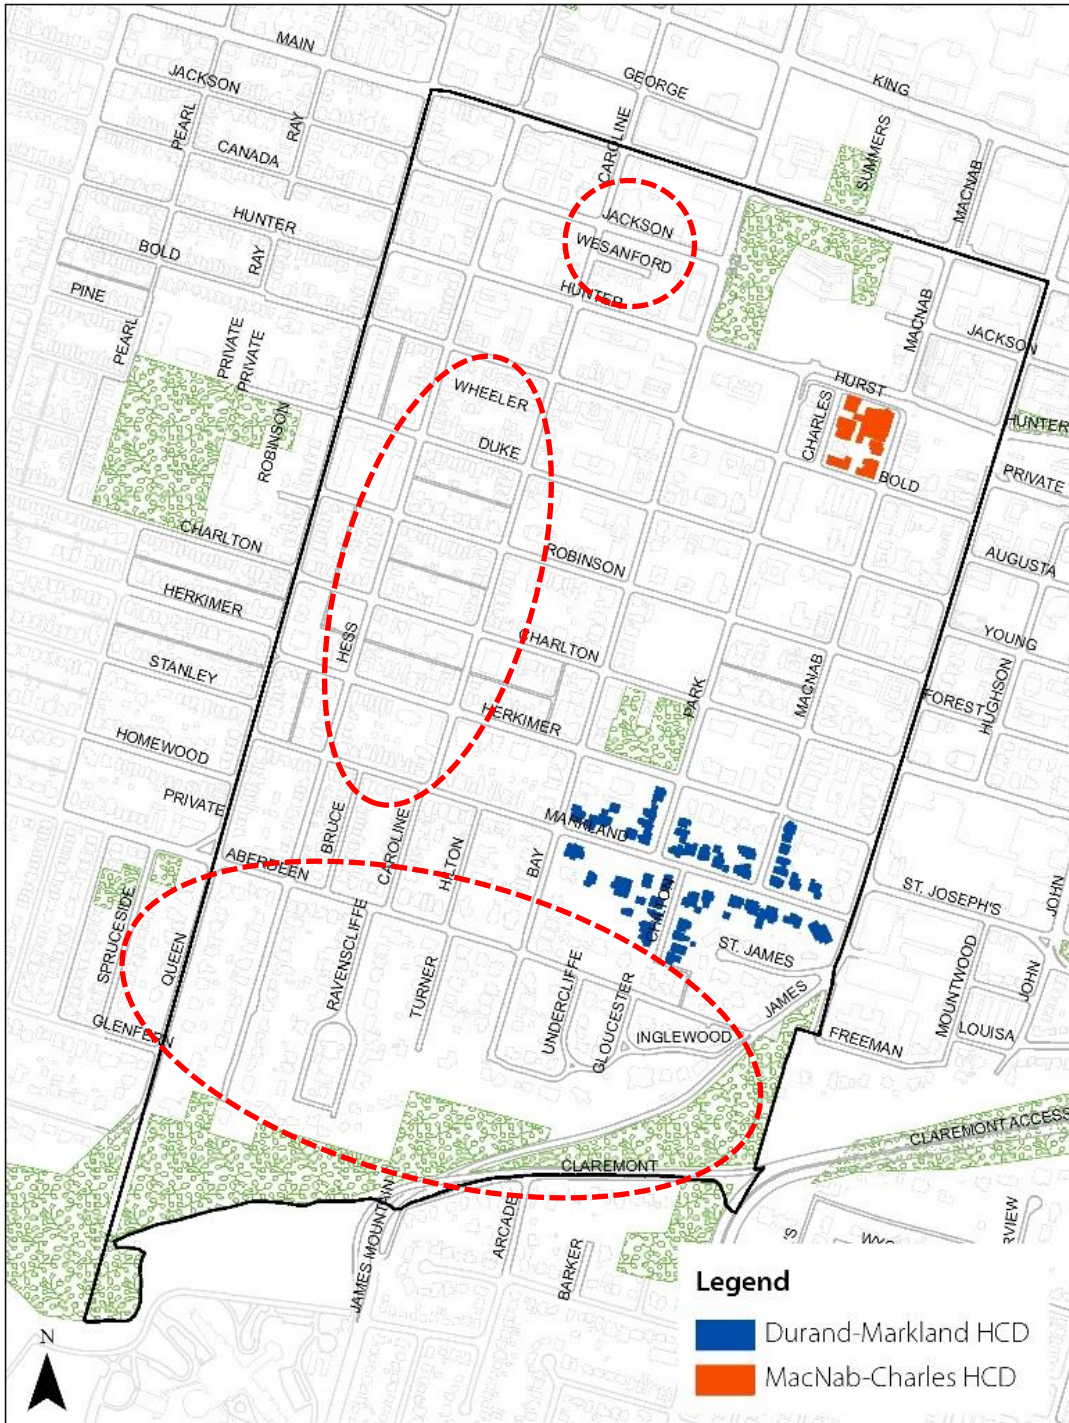 MAIN
JACKSON
PEARL
RAY
CANADA
HUNTER
BOLD
RAY
PINE
PEARL
PRIVATE
PRIVATE
ROBINSON
GEORGE
KING
CAROLINE
SUMMERS
MACNAB
JACKSON
WESANFORD
HUNTER
MACNAB
JACKSON
HURST
CHARLES
HUNTER
BOLD
PRIVATE
WHEELER
DUKE
CHARLTON
ROBINSON
AUGUSTA
HERKIMER
HESS
CHARLTON
YOUNG
STANLEY
MACNAB
HUGHSON
PARK
FOREST
HERKIMER
HOMEWOOD
PRIVATE
BRUCE
CAROLINE
HILTON
BAY
MARKLAND
ABERDEEN
CHILTON
ST. JOSEPH'S
JOHN
SPRUCESIDE
QUEEN
RAVENSCLIFFE
TURNER
UNDERCLIFFE
GLOUCESTER
ST. JAMES
JAMES
MOUNTWOOD
JOHN
GLENFERN
INGLEWOOD
FREEMAN
LOUISA
CLAREMONT ACCESS
CLAREMONT
JAMES MOUNTAIN
ARCADE
BARKER
N
Legend
Durand-Markland HCD
MacNab-Charles HCD